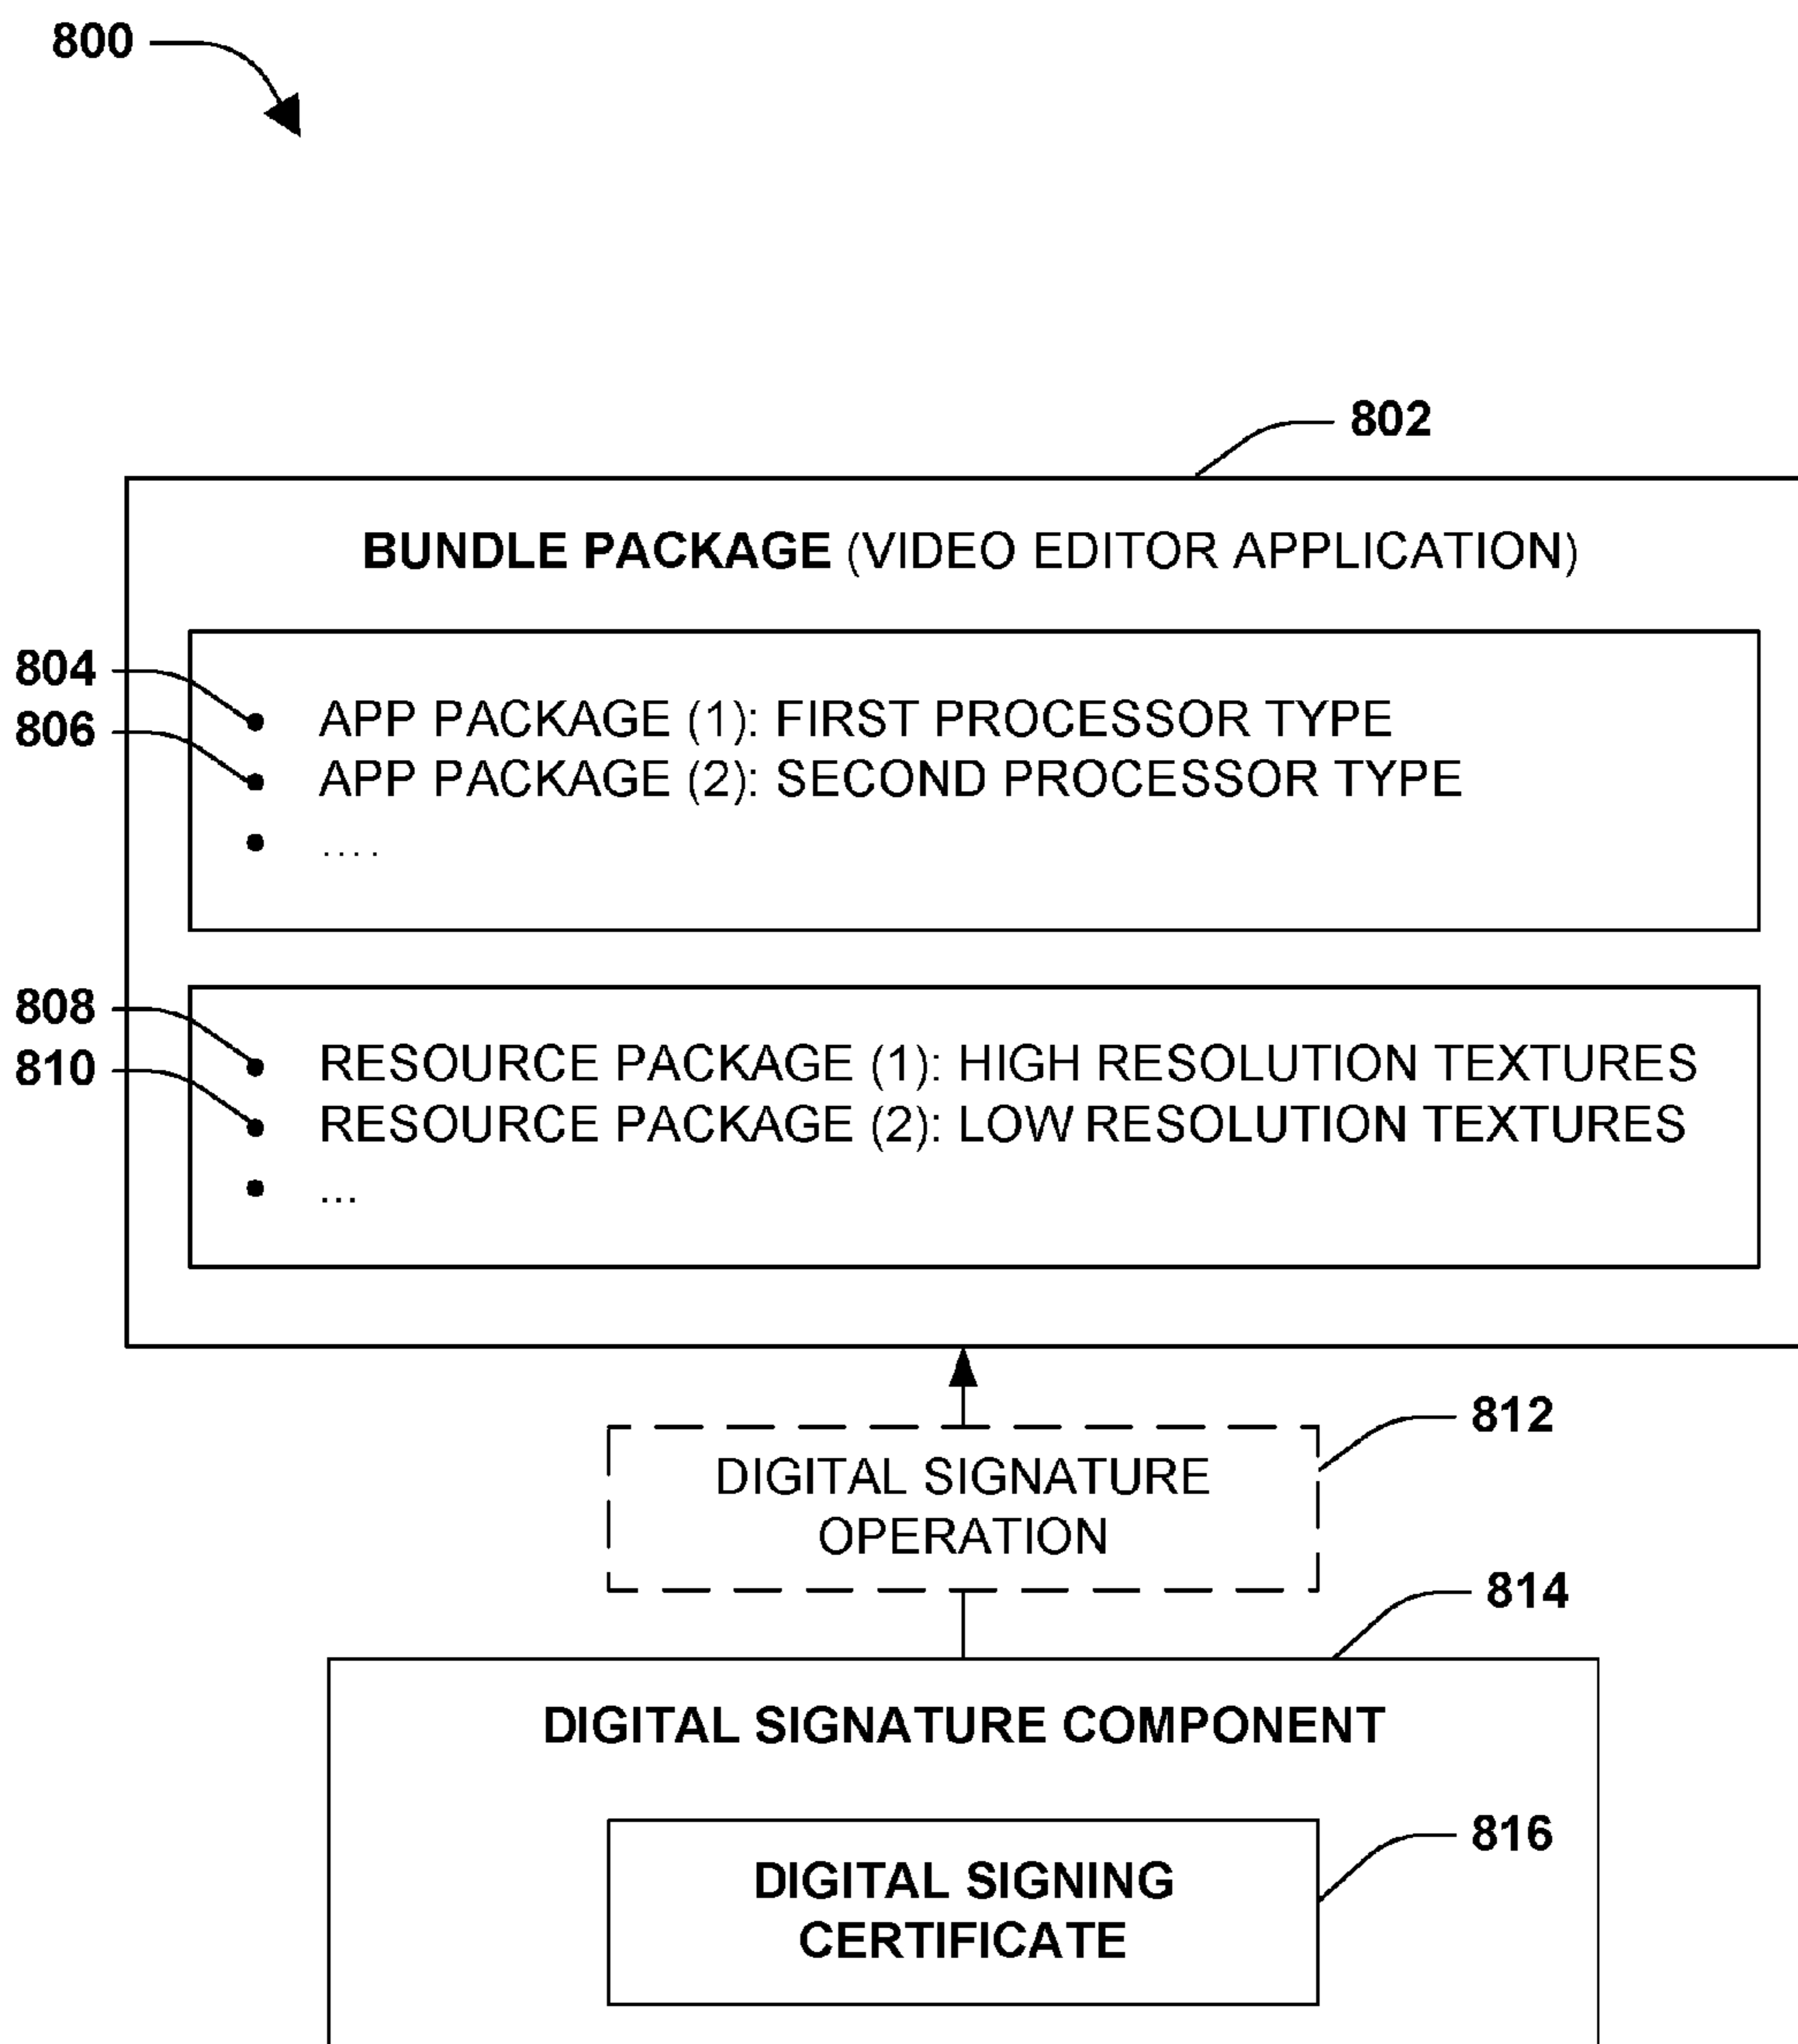 800
802
BUNDLE PACKAGE (VIDEO EDITOR APPLICATION)
804
APP PACKAGE (1): FIRST PROCESSOR TYPE
806
APP PACKAGE (2): SECOND PROCESSOR TYPE
....
808
RESOURCE PACKAGE (1): HIGH RESOLUTION TEXTURES
810
RESOURCE PACKAGE (2): LOW RESOLUTION TEXTURES
...
812
DIGITAL SIGNATURE
OPERATION
814
DIGITAL SIGNATURE COMPONENT
816
DIGITAL SIGNING
CERTIFICATE